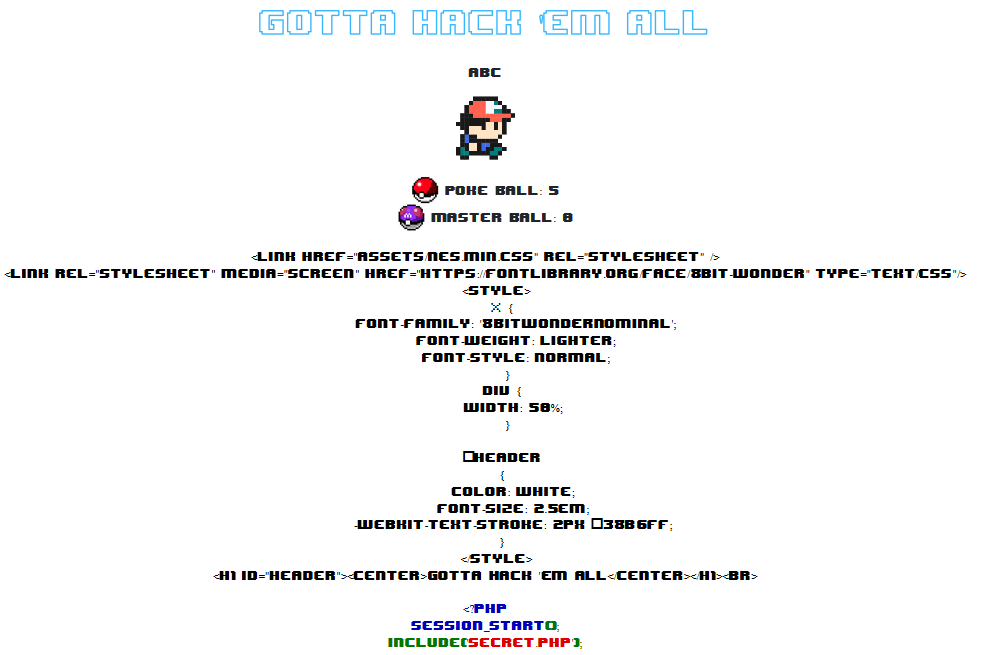 GOTTA HACK 'EM ALL
ABC
POKE BALL: 5
MASTER BALL: 0
<LINK HREF="ASSETS/NES.MIN.CSS" REL="STYLESHEET" />
<LINK REL="STYLESHEET" MEDIA="SCREEN" HREF="HTTPS://FONTLIBRARY.ORG/FACE/8BIT-WONDER" TYPE="TEXT/CSS"/>
<STYLE>
* {
FONT-FAMILY: '8BITWONDERNOMINAL';
FONT-WEIGHT: LIGHTER;
FONT-STYLE: NORMAL;
}
DIV {
WIDTH: 50%;
}
□HEADER
{
COLOR: WHITE;
FONT-SIZE: 2.5EM;
-WEBKIT-TEXT-STROKE: 2PX □38B6FF;
}
</STYLE>
<H1 ID="HEADER"><CENTER>GOTTA HACK 'EM ALL</CENTER></H1><BR>
<?PHP
SESSION_START();
INCLUDE('SECRET.PHP');